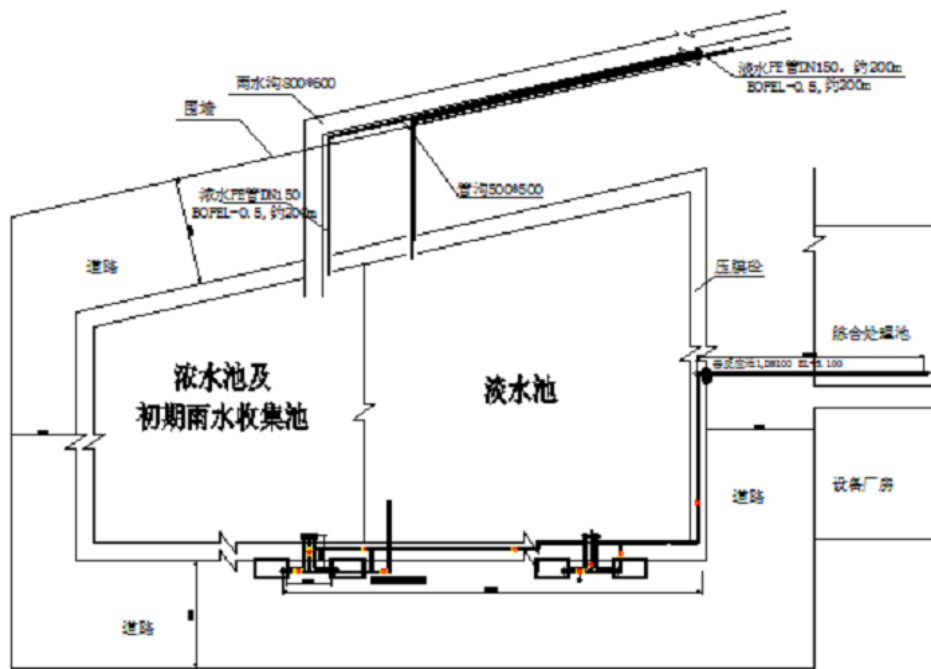 淡水PE管DN150，约200m
BOPEL-0.5,约200m
雨水沟800*600
围墙
浓水PE管DN150
BOPEL-0.5,约200m
管沟500*500
道路
压膜砼
综合处理池
浓水池及
初期雨水收集池
淡水池
道路
设备厂房
道路